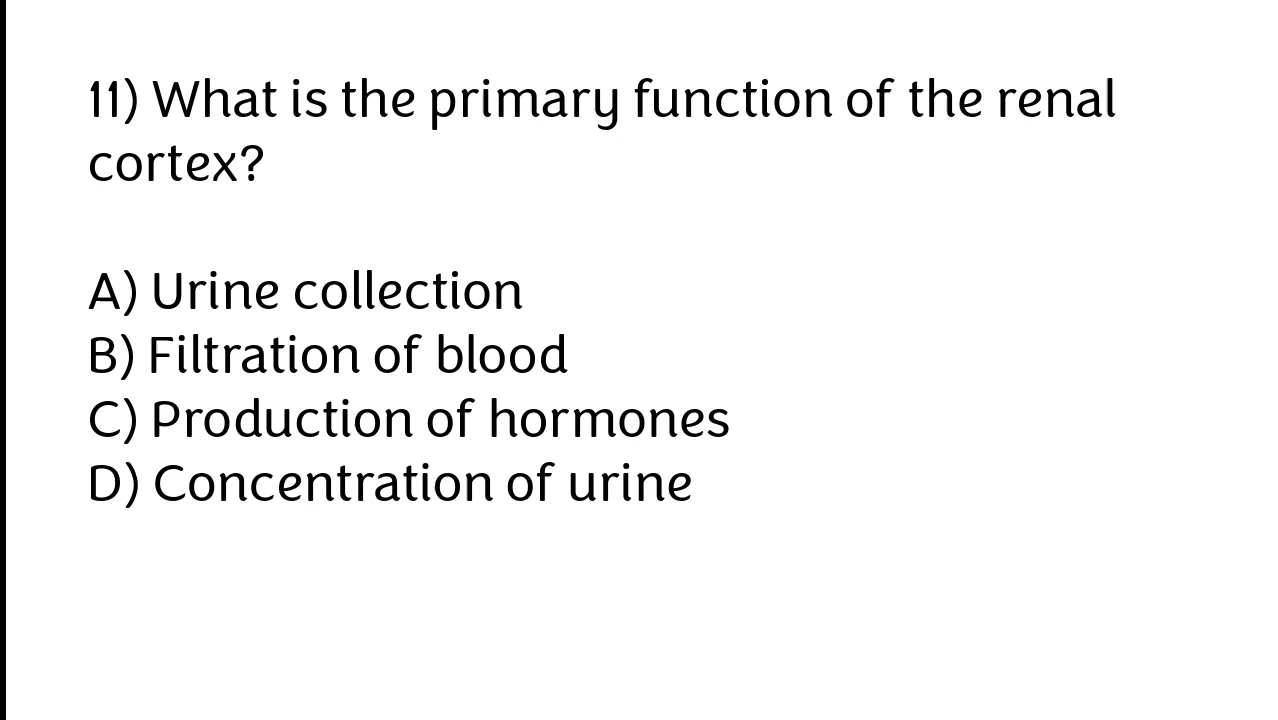 11) What is the primary function of the renal
cortex?
A) Urine collection
B) Filtration of blood
C) Production of hormones
D) Concentration of urine